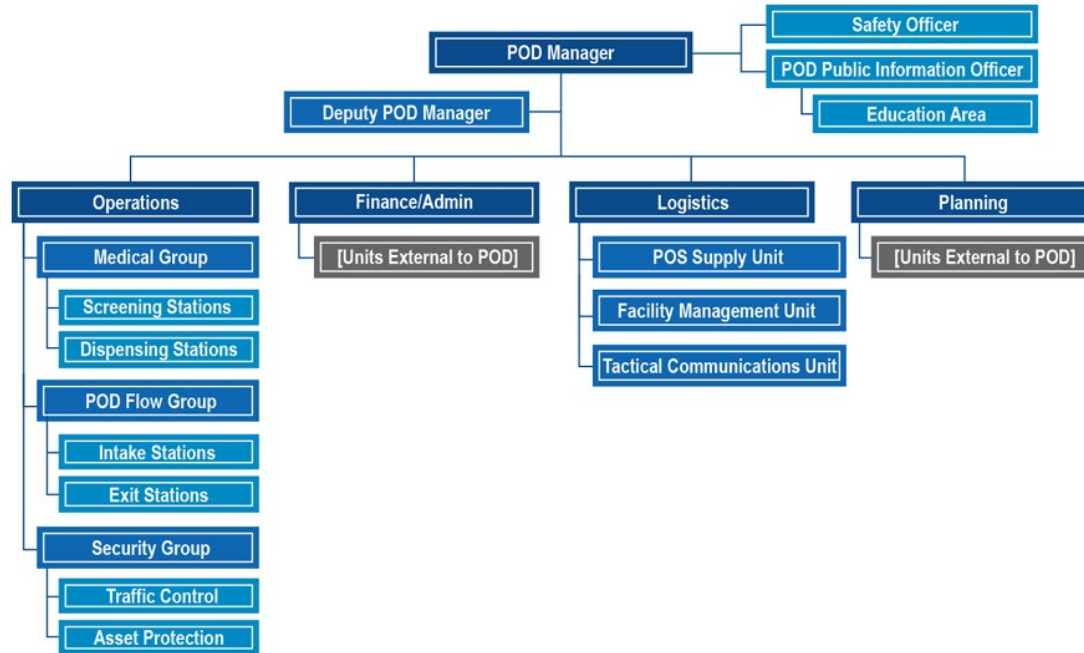 POD Manager
Safety Officer
POD Public Information Officer
Education Area
Deputy POD Manager
Operations
Medical Group
Screening Stations
Dispensing Stations
POD Flow Group
Intake Stations
Exit Stations
Security Group
Traffic Control
Asset Protection
Finance/Admin
[Units External to POD]
Logistics
POS Supply Unit
Facility Management Unit
Tactical Communications Unit
Planning
[Units External to POD]